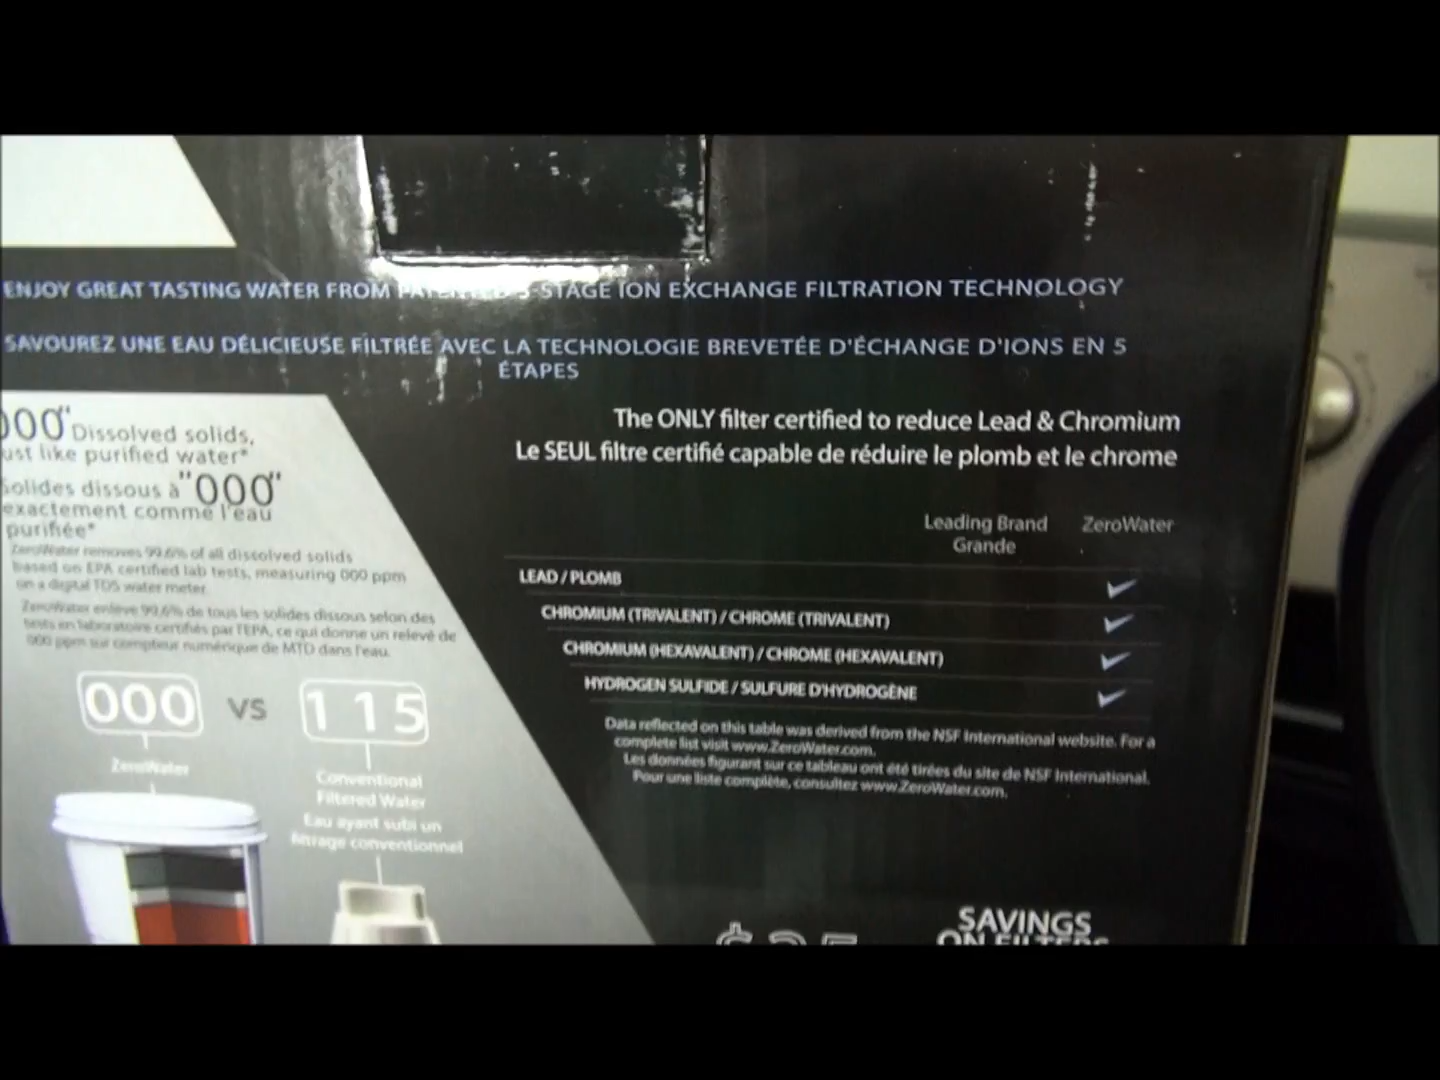 ENJOY GREAT TASTING WATER FROM PATENTED 5-STAGE ION EXCHANGE FILTRATION TECHNOLOGY
SAVOUREZ UNE EAU DÉLICIEUSE FILTRÉE AVEC LA TECHNOLOGIE BREVETÉE D'ÉCHANGE D'IONS EN 5
ÉTAPES
000" Dissolved solids,
just like purified water*
Solides dissous à "000"
exactement comme l'eau
purifiée*
ZeroWater removes 99.6% of all dissolved solids
based on EPA certified lab tests, measuring 000 ppm
on a digital TDS water meter.
ZeroWater enlève 99,6% de tous les solides dissous selon des
tests en laboratoire certifiés par l'EPA, ce qui donne un relevé de
000 ppm sur compteur numérique de MTD dans l'eau.
000 VS 115
ZeroWater
Conventional
Filtered Water
Eau ayant subi un
filtrage conventionnel
The ONLY filter certified to reduce Lead & Chromium
Le SEUL filtre certifié capable de réduire le plomb et le chrome
Leading Brand ZeroWater
Grande
LEAD / PLOMB
CHROMIUM (TRIVALENT) / CHROME (TRIVALENT)
CHROMIUM (HEXAVALENT) / CHROME (HEXAVALENT)
HYDROGEN SULFIDE / SULFURE D'HYDROGÈNE
Data reflected on this table was derived from the NSF International website. For a
complete list visit www.ZeroWater.com.
Les données figurant sur ce tableau ont été tirées du site de NSF International.
Pour une liste complète, consultez www.ZeroWater.com.
SAVINGS
ON FILTERS